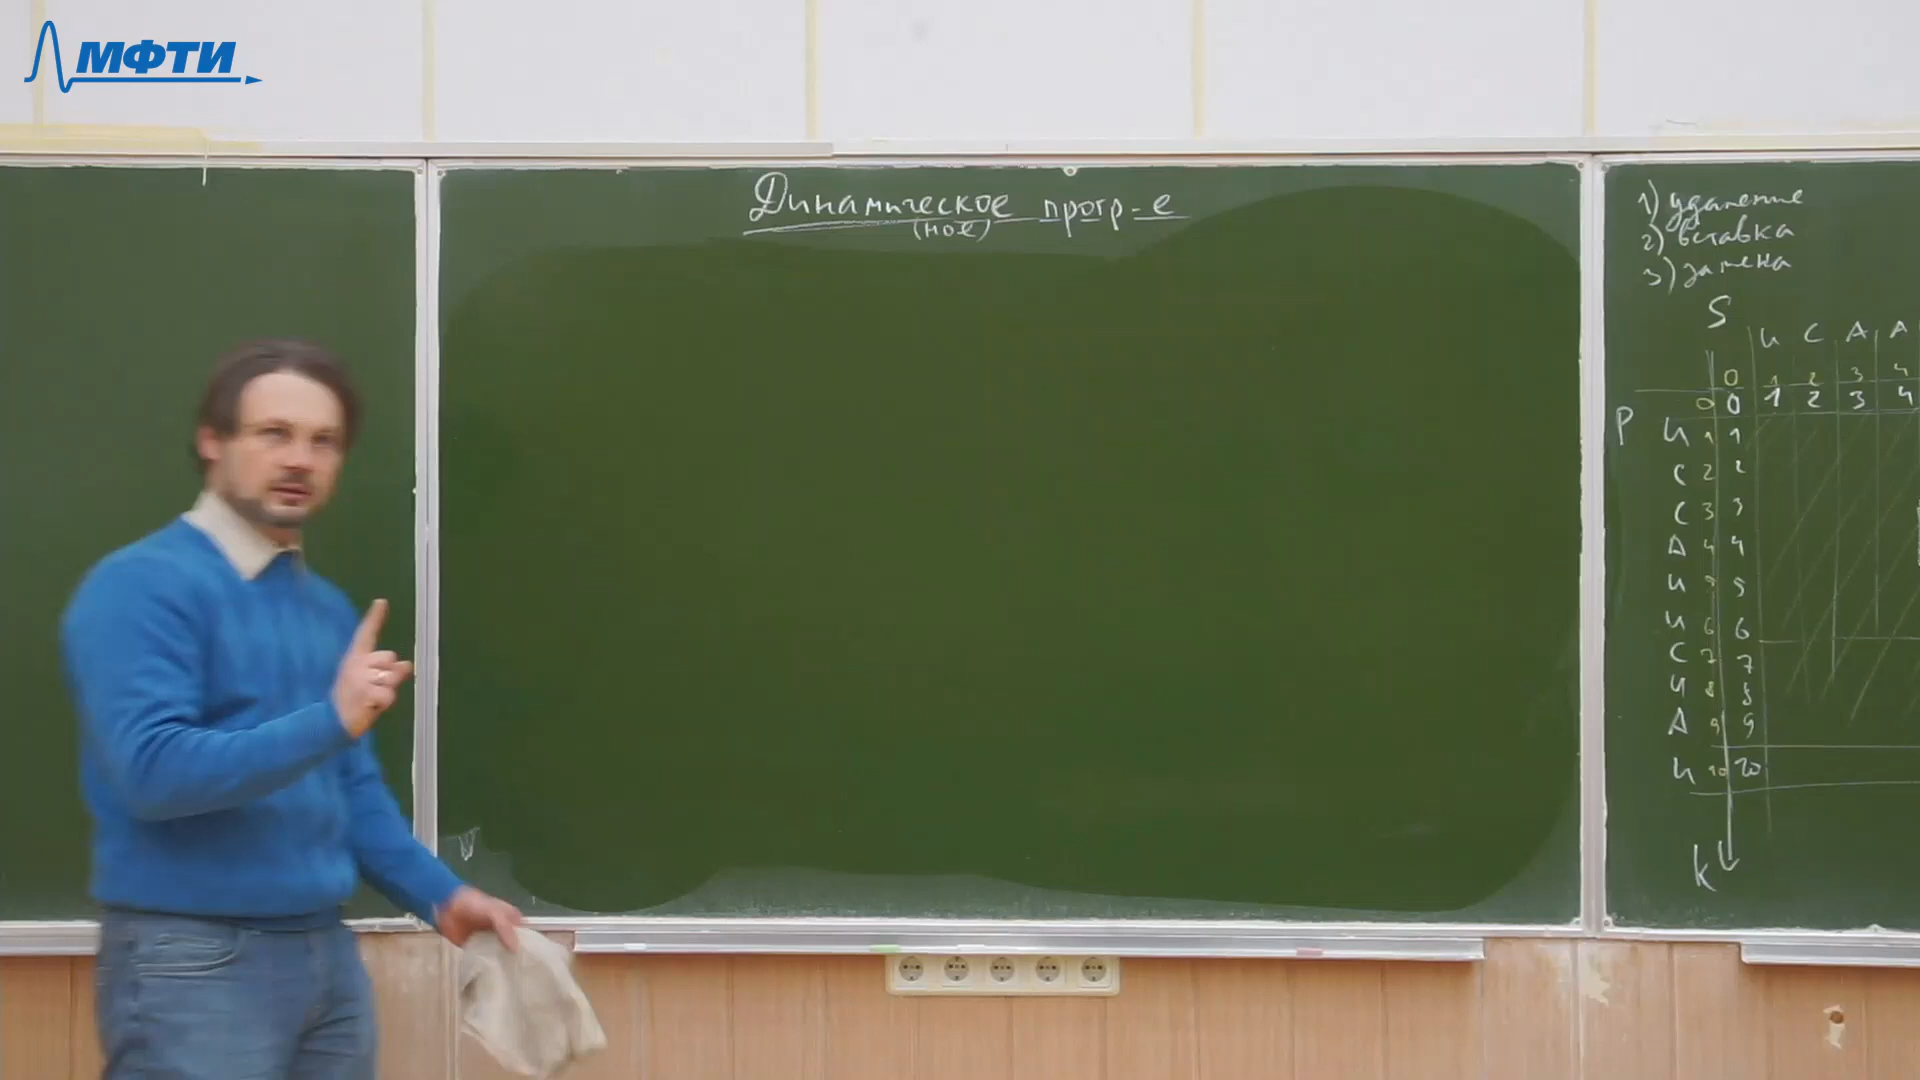 МФТИ
Динамическое прогр-е
(ное)
1) удаление
2) вставка
3) замена
S
И С А А
0 1 2 3 4
0 0 1 2 3 4
P И 1 1
С 2 2
С 3 3
А 4 4
И 5 5
И 6 6
С 7 7
И 8 8
А 9 9
И 10 10
k